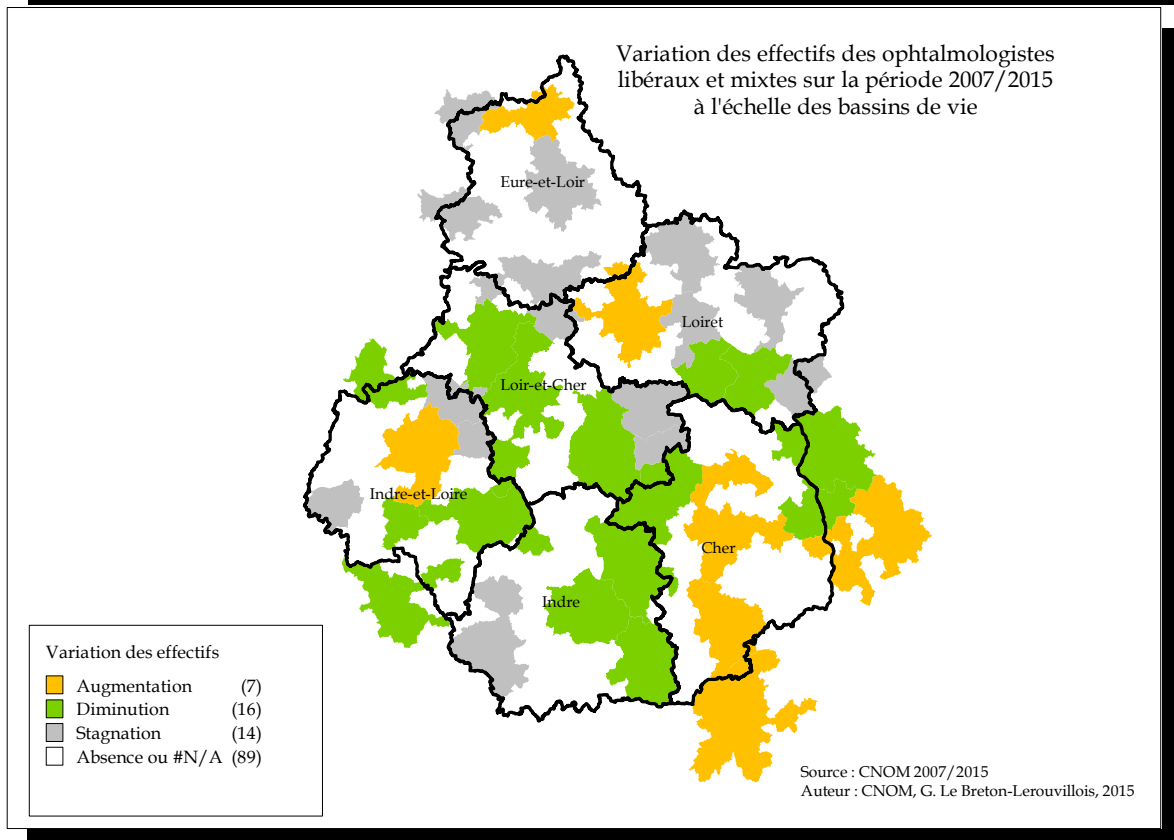 Variation des effectifs des ophtalmologistes
libéraux et mixtes sur la période 2007/2015
à l'échelle des bassins de vie
Eure-et-Loir
Loiret
Loir-et-Cher
Indre-et-Loire
Cher
Indre
Variation des effectifs
Augmentation (7)
Diminution (16)
Stagnation (14)
Absence ou #N/A (89)
Source : CNOM 2007/2015
Auteur : CNOM, G. Le Breton-Lerouvillois, 2015